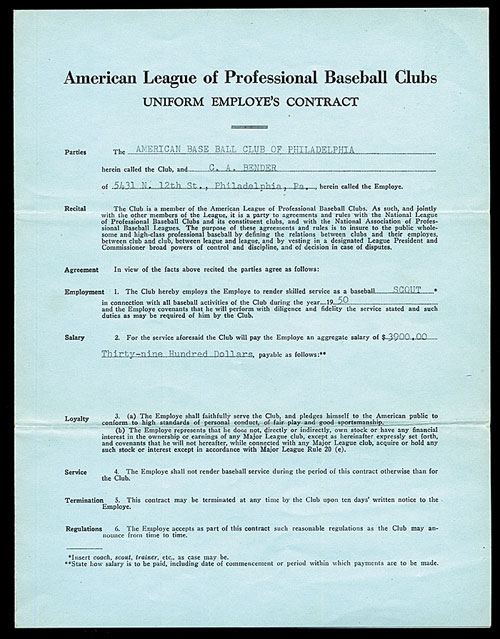 American League of Professional Baseball Clubs
UNIFORM EMPLOYE'S CONTRACT
Parties The AMERICAN BASE BALL CLUB OF PHILADELPHIA
herein called the Club, and C. A. BENDER
of 5431 N. 12th St., Philadelphia, Pa., herein called the Employe.
Recital The Club is a member of the American League of Professional Baseball Clubs. As such, and jointly
with the other members of the League, it is a party to agreements and rules with the National League
of Professional Baseball Clubs and its constituent clubs, and with the National Association of Profes-
sional Baseball Leagues. The purpose of these agreements and rules is to insure to the public whole-
some and high-class professional baseball by defining the relations between clubs and their employes,
between club and club, between league and league, and by vesting in a designated League President and
Commissioner broad powers of control and discipline, and of decision in case of disputes.
Agreement In view of the facts above recited the parties agree as follows:
Employment 1. The Club hereby employs the Employe to render skilled service as a baseball SCOUT *
in connection with all baseball activities of the Club during the year 1950
and the Employe covenants that he will perform with diligence and fidelity the service stated and such
duties as may be required of him by the Club.
Salary 2. For the service aforesaid the Club will pay the Employe an aggregate salary of $3900.00
Thirty-nine Hundred Dollars, payable as follows:**
Loyalty 3. (a) The Employe shall faithfully serve the Club, and pledges himself to the American public to
conform to high standards of personal conduct, of fair play and good sportsmanship.
(b) The Employe represents that he does not, directly or indirectly, own stock or have any financial
interest in the ownership or earnings of any Major League club, except as hereinafter expressly set forth,
and covenants that he will not hereafter, while connected with any Major League club, acquire or hold any
such stock or interest except in accordance with Major League Rule 20 (e).
Service 4. The Employe shall not render baseball service during the period of this contract otherwise than for
the Club.
Termination 5. This contract may be terminated at any time by the Club upon ten days' written notice to the
Employe.
Regulations 6. The Employe accepts as part of this contract such reasonable regulations as the Club may an-
nounce from time to time.
*Insert coach, scout, trainer, etc., as case may be.
**State how salary is to be paid, including date of commencement or period within which payments are to be made.